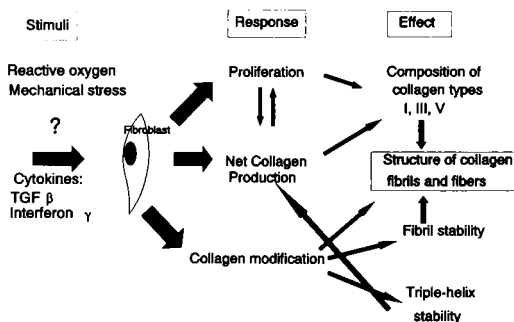 Stimuli
Response
Effect
Reactive oxygen
Mechanical stress
?
Fibroblast
Cytokines:
TGF β
Interferon γ
Proliferation
Net Collagen
Production
Collagen modification
Composition of
collagen types
I, III, V
Structure of collagen
fibrils and fibers
Fibril stability
Triple-helix
stability